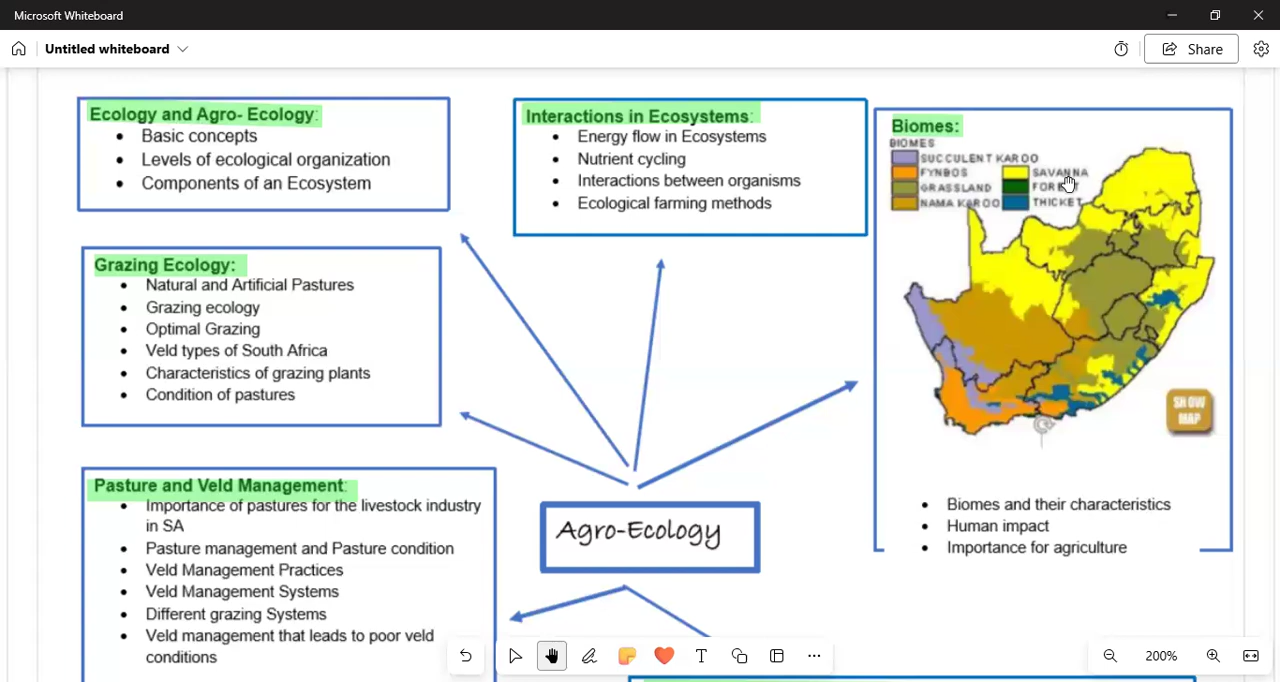 Microsoft Whiteboard
Untitled whiteboard
Share
Ecology and Agro- Ecology:
• Basic concepts
• Levels of ecological organization
• Components of an Ecosystem
Interactions in Ecosystems:
• Energy flow in Ecosystems
• Nutrient cycling
• Interactions between organisms
• Ecological farming methods
Biomes:
BIOMES
SUCCULENT KAROO
FYNBOS
SAVANNA
GRASSLAND
FOREST
NAMA KAROO
THICKET
SHOW
MAP
• Biomes and their characteristics
• Human impact
• Importance for agriculture
Grazing Ecology:
• Natural and Artificial Pastures
• Grazing ecology
• Optimal Grazing
• Veld types of South Africa
• Characteristics of grazing plants
• Condition of pastures
Agro-Ecology
Pasture and Veld Management:
• Importance of pastures for the livestock industry
in SA
• Pasture management and Pasture condition
• Veld Management Practices
• Veld Management Systems
• Different grazing Systems
• Veld management that leads to poor veld
conditions
T
200%